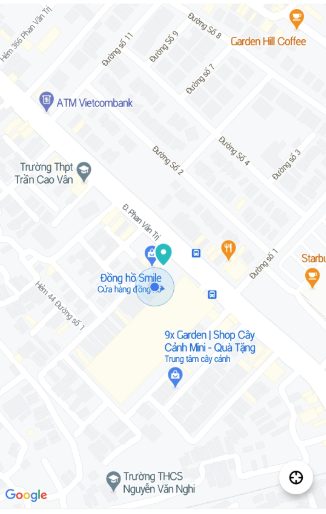 Hẻm 366 Phan Văn Trị
Đường số 11
Đường Số 9
Đường Số 8
Garden Hill Coffee
Đường số 7
ATM Vietcombank
Trường Thpt
Trần Cao Vân
Đường Số 2
Đường Số 4
Đường số 3
Đ. Phan Văn Trị
Đường số 1
Starbu
Đồng hồ Smile
Cửa hàng đồng
Hẻm 44 Đường Số 1
9x Garden | Shop Cây
Cảnh Mini - Quà Tặng
Trung tâm cây cảnh
Trường THCS
Nguyễn Văn Nghi
Google